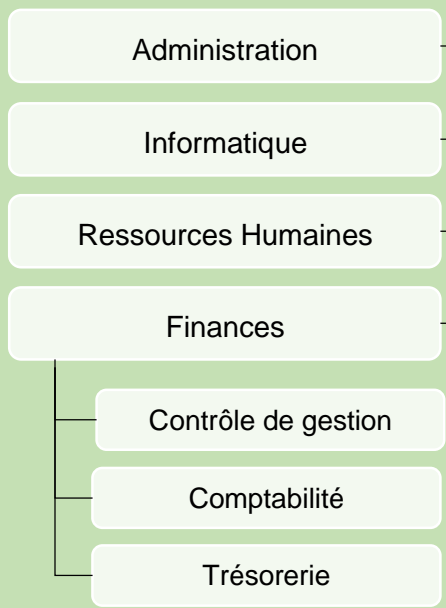 Administration
Informatique
Ressources Humaines
Finances
Contrôle de gestion
Comptabilité
Trésorerie